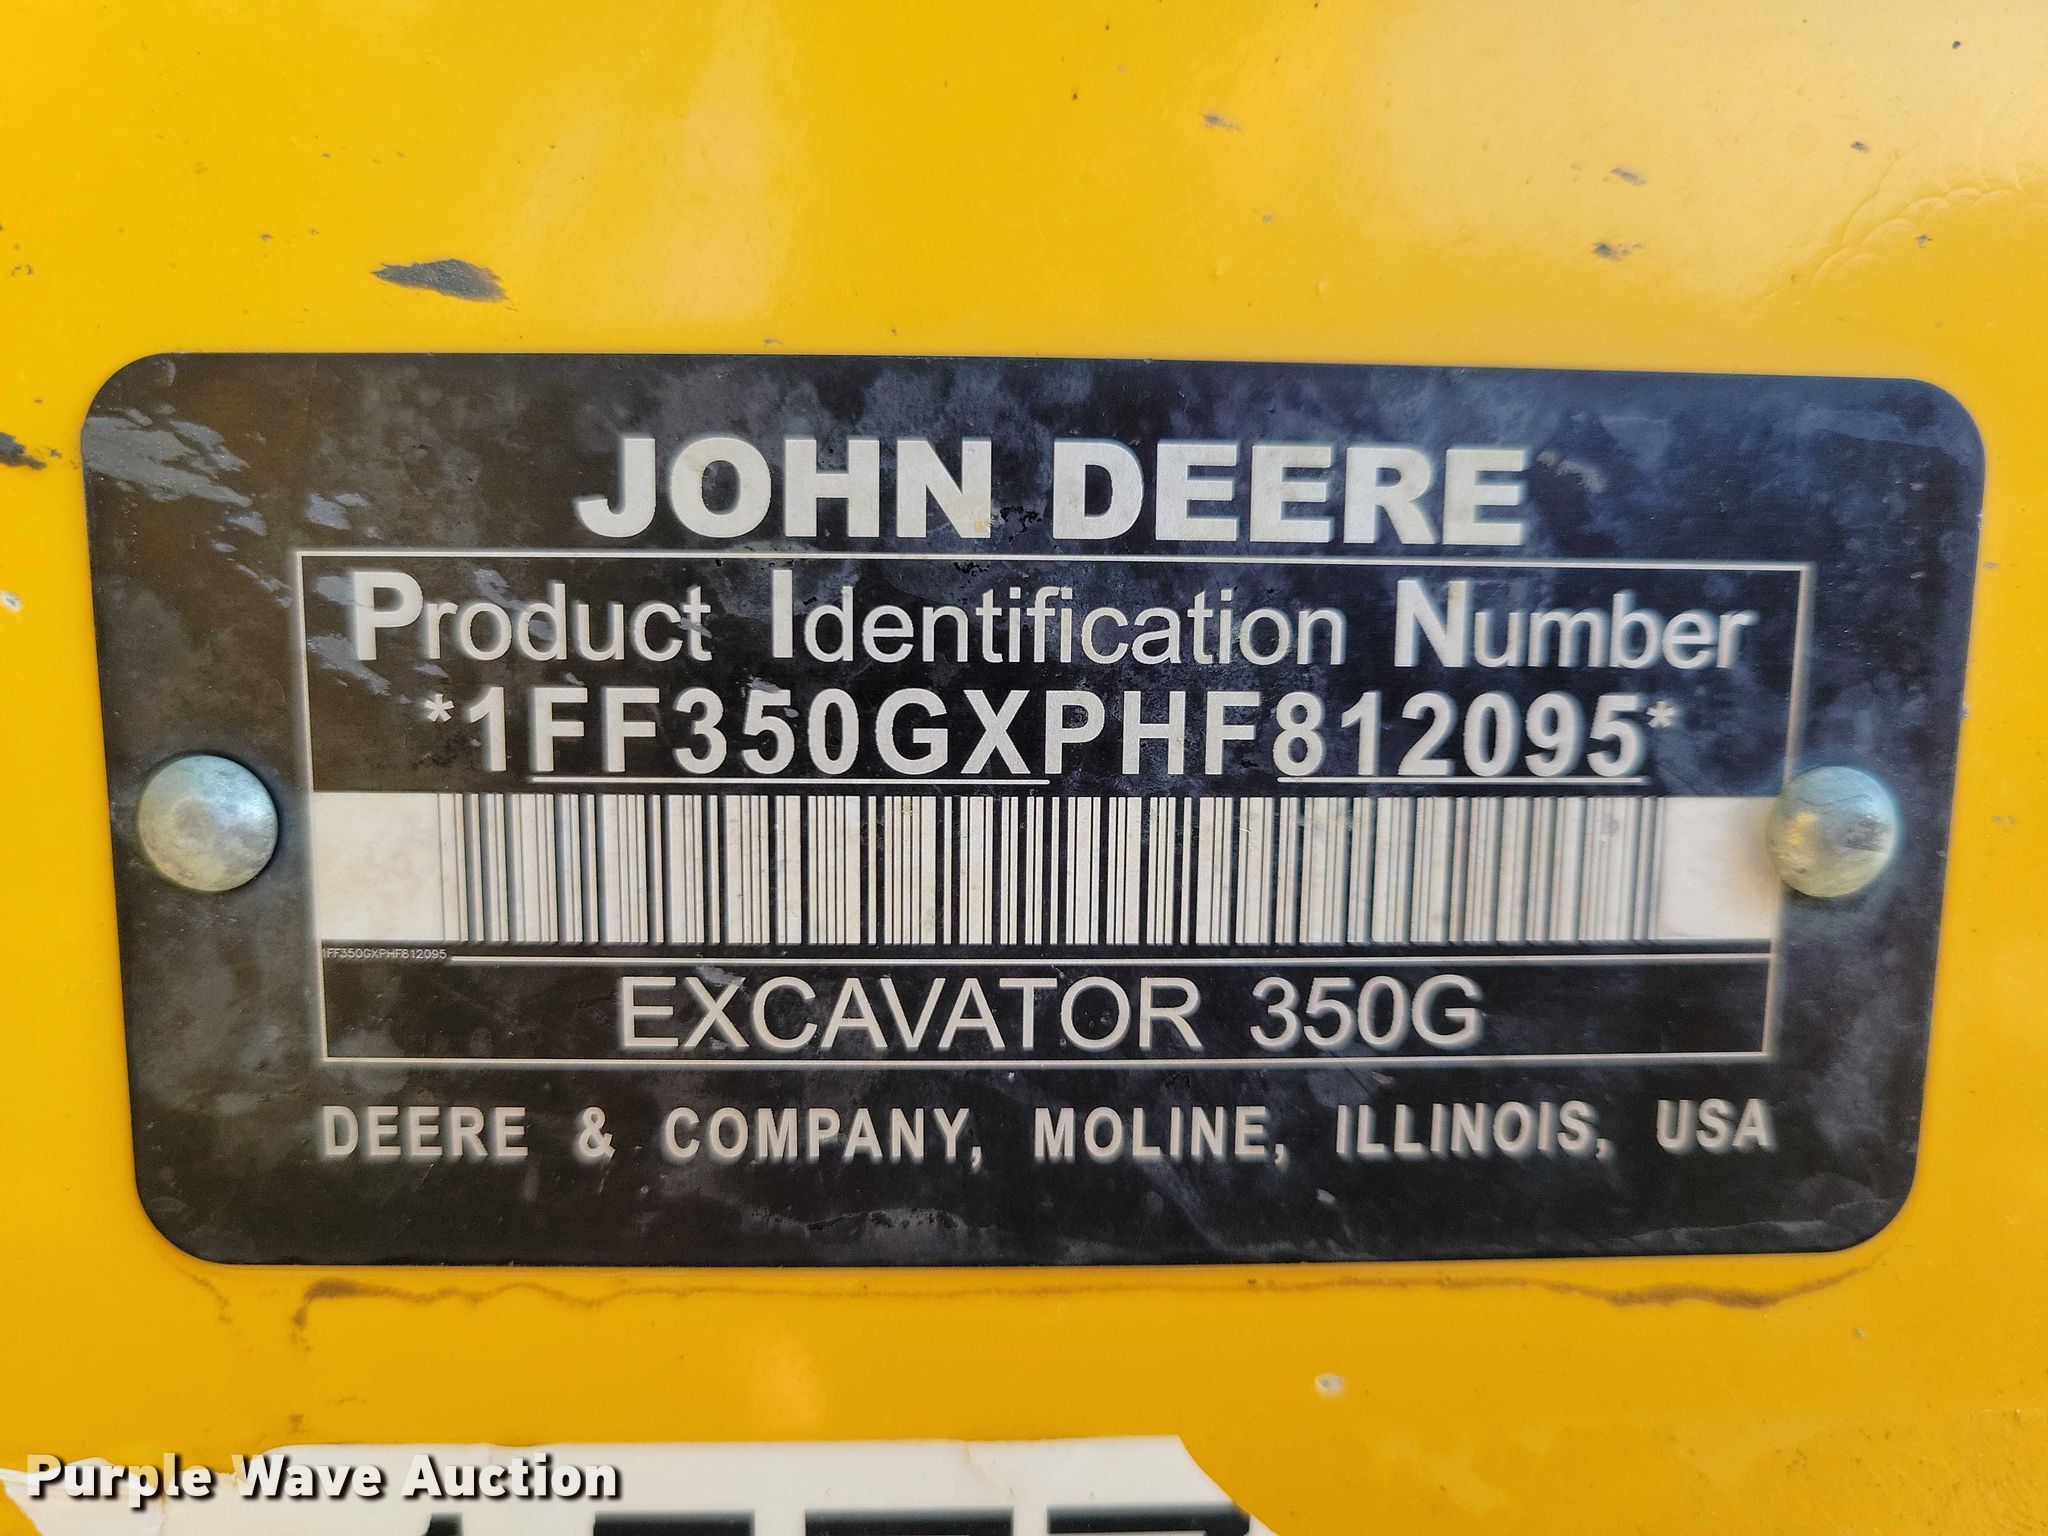 JOHN DEERE
Product Identification Number
*1FF350GXPHF812095*
1FF350GXPHF812095
EXCAVATOR 350G
DEERE & COMPANY, MOLINE, ILLINOIS, USA
Purple Wave Auction